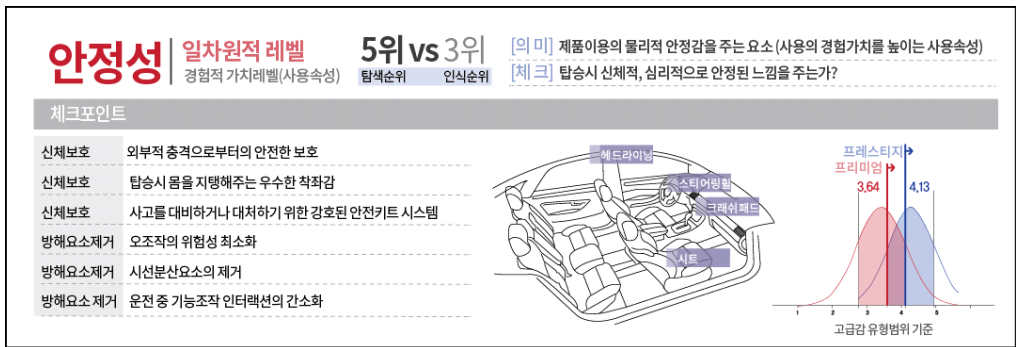 안정성
일차원적 레벨
경험적 가치레벨(사용속성)
5위 vs 3위
탐색순위 인식순위
[의 미] 제품이용의 물리적 안정감을 주는 요소 (사용의 경험가치를 높이는 사용속성)
[체 크] 탑승시 신체적, 심리적으로 안정된 느낌을 주는가?
체크포인트
신체보호 외부적 충격으로부터의 안전한 보호
신체보호 탑승시 몸을 지탱해주는 우수한 착좌감
신체보호 사고를 대비하거나 대처하기 위한 강호된 안전키트 시스템
방해요소제거 오조작의 위험성 최소화
방해요소제거 시선분산요소의 제거
방해요소 제거 운전 중 기능조작 인터랙션의 간소화
헤드라이닝
스티어링휠
크래쉬패드
시트
프레스티지
프리미엄
3.64 4.13
1 2 3 4 5
고급감 유형범위 기준